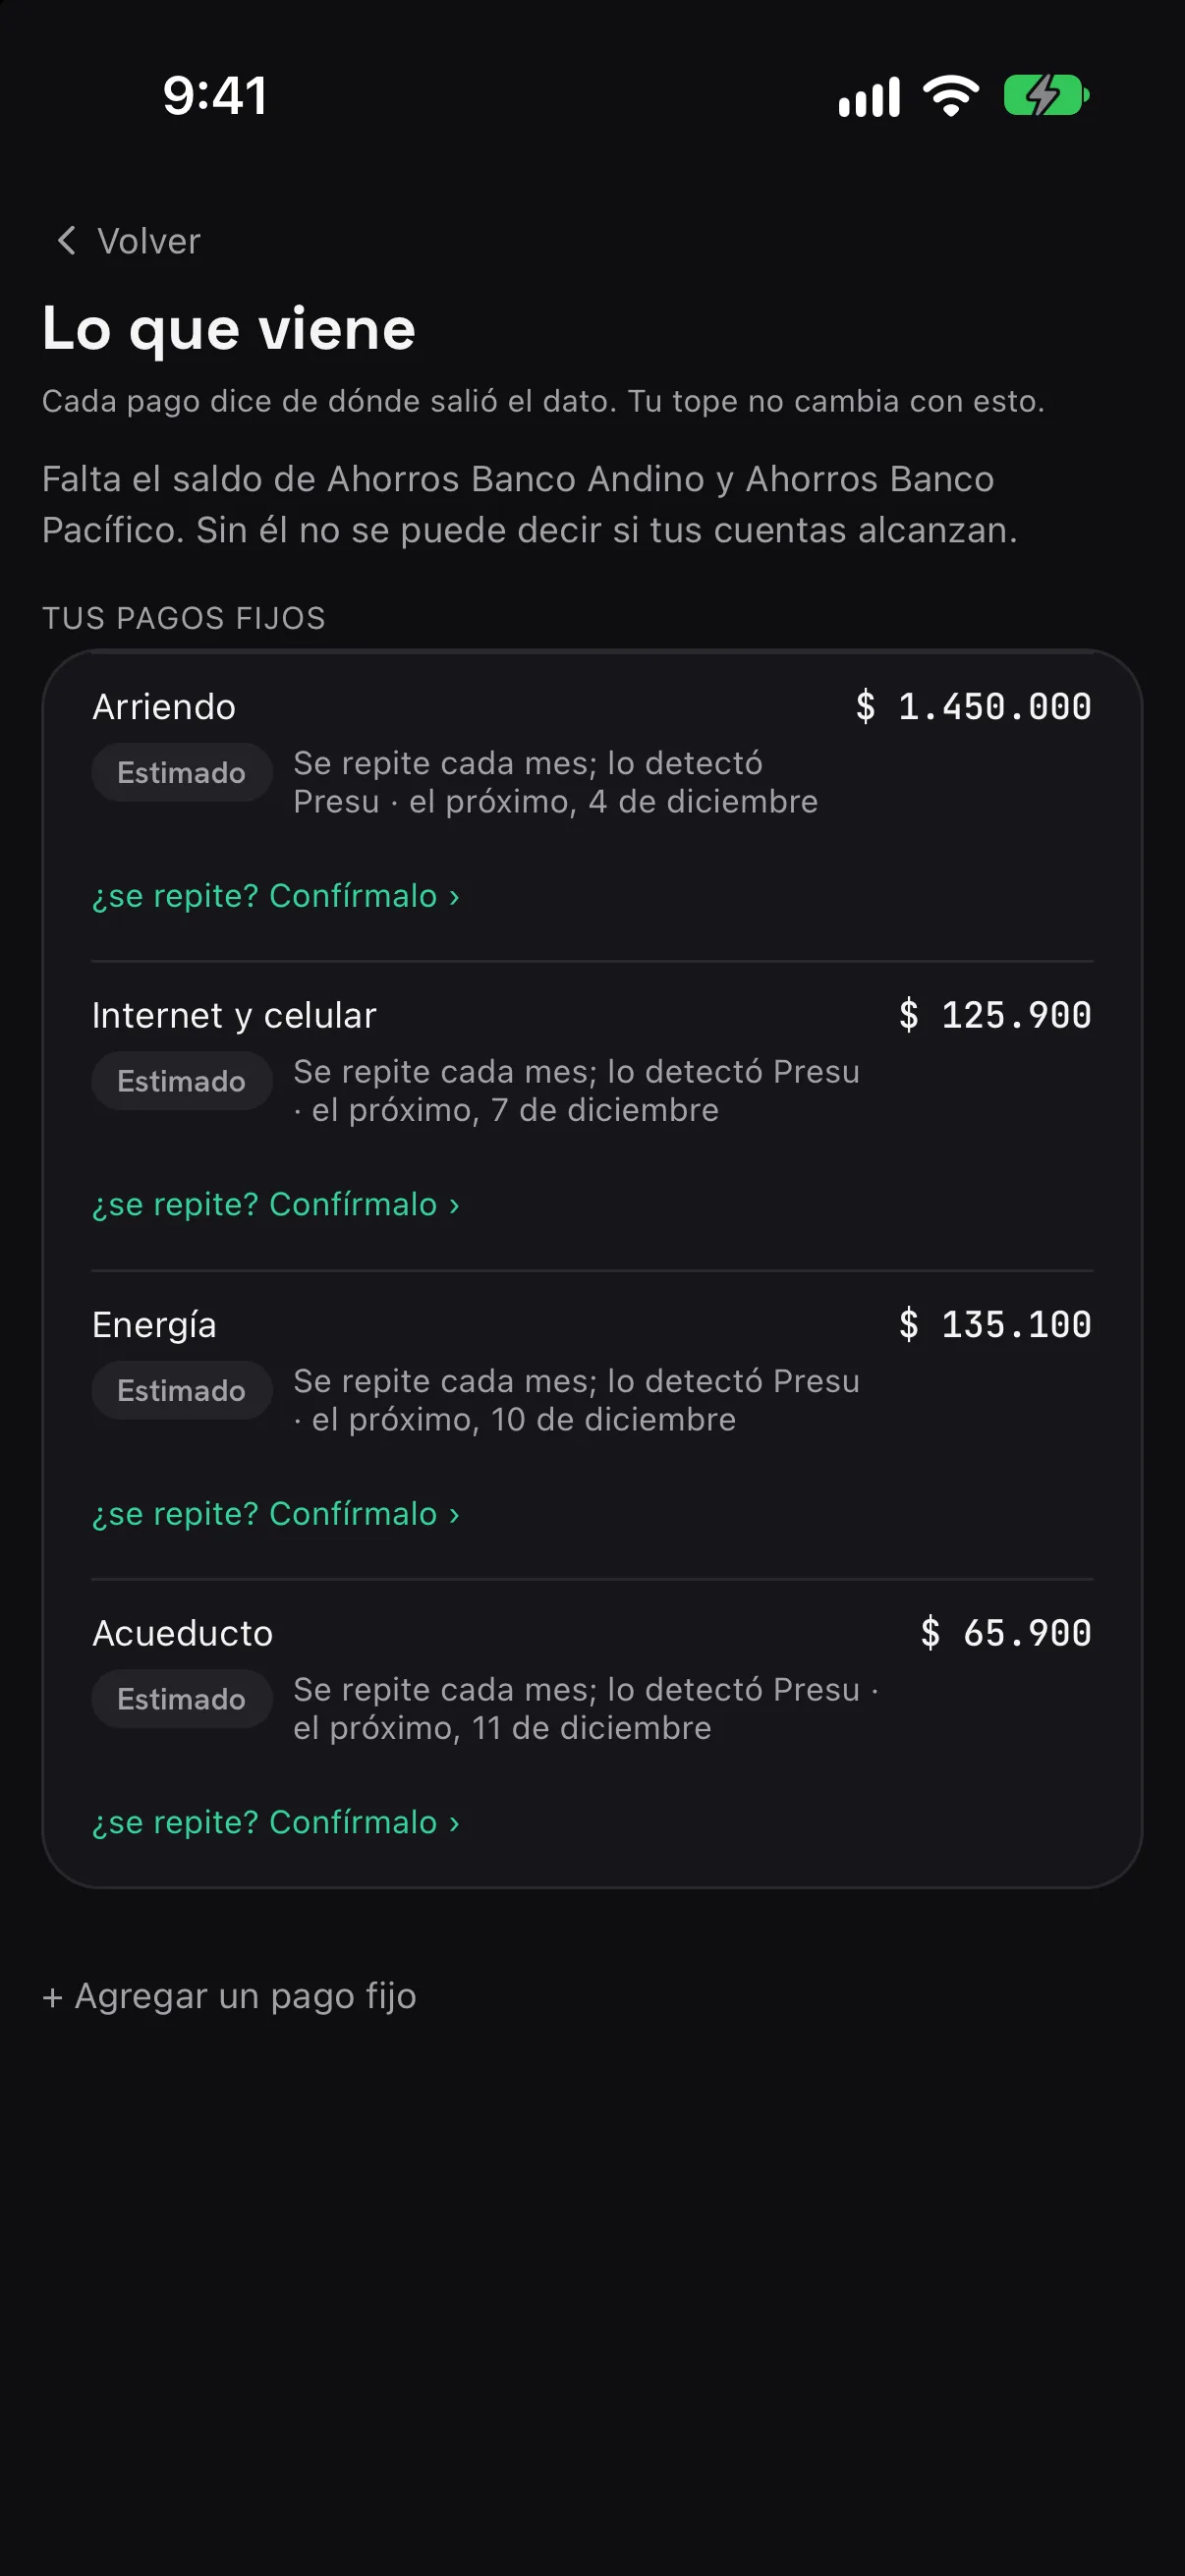 9:41
Volver
Lo que viene
Cada pago dice de dónde salió el dato. Tu tope no cambia con esto.
Falta el saldo de Ahorros Banco Andino y Ahorros Banco
Pacífico. Sin él no se puede decir si tus cuentas alcanzan.
TUS PAGOS FIJOS
Arriendo $ 1.450.000
Estimado Se repite cada mes; lo detectó
Presu · el próximo, 4 de diciembre
¿se repite? Confírmalo ›
Internet y celular $ 125.900
Estimado Se repite cada mes; lo detectó Presu
· el próximo, 7 de diciembre
¿se repite? Confírmalo ›
Energía $ 135.100
Estimado Se repite cada mes; lo detectó Presu
· el próximo, 10 de diciembre
¿se repite? Confírmalo ›
Acueducto $ 65.900
Estimado Se repite cada mes; lo detectó Presu ·
el próximo, 11 de diciembre
¿se repite? Confírmalo ›
+ Agregar un pago fijo